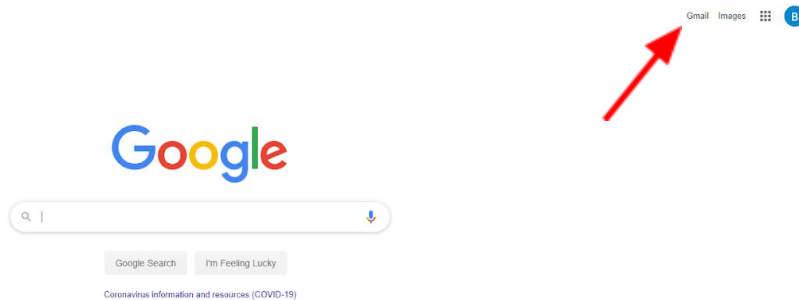 Gmail Images B
Google
Google Search I'm Feeling Lucky
Coronavirus information and resources (COVID-19)